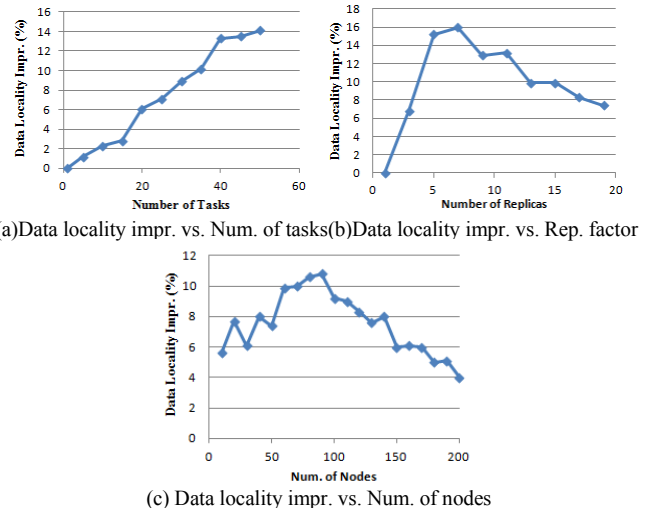 16
14
12
10
8
6
4
2
0
Data Locality Impr. (%)
0 20 40 60
Number of Tasks
18
16
14
12
10
8
6
4
2
0
Data Locality Impr. (%)
0 5 10 15 20
Number of Replicas
a)Data locality impr. vs. Num. of tasks(b)Data locality impr. vs. Rep. factor
12
10
8
6
4
2
0
Data Locality Impr. (%)
0 50 100 150 200
Num. of Nodes
(c) Data locality impr. vs. Num. of nodes